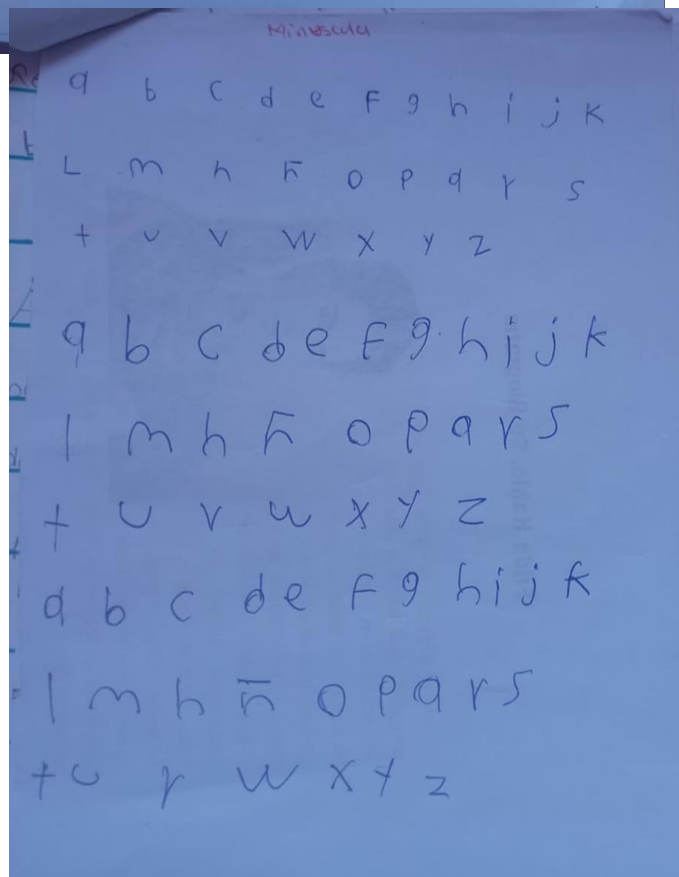 Minuscula
a b c d e F g h i j K
L m n ñ o P q r s
t u v w x y z
a b c d e F g h i j k
l m n ñ o p q r s
t u v w x y z
a b c d e F g h i j k
l m n ñ o p q r s
t u r w x y z